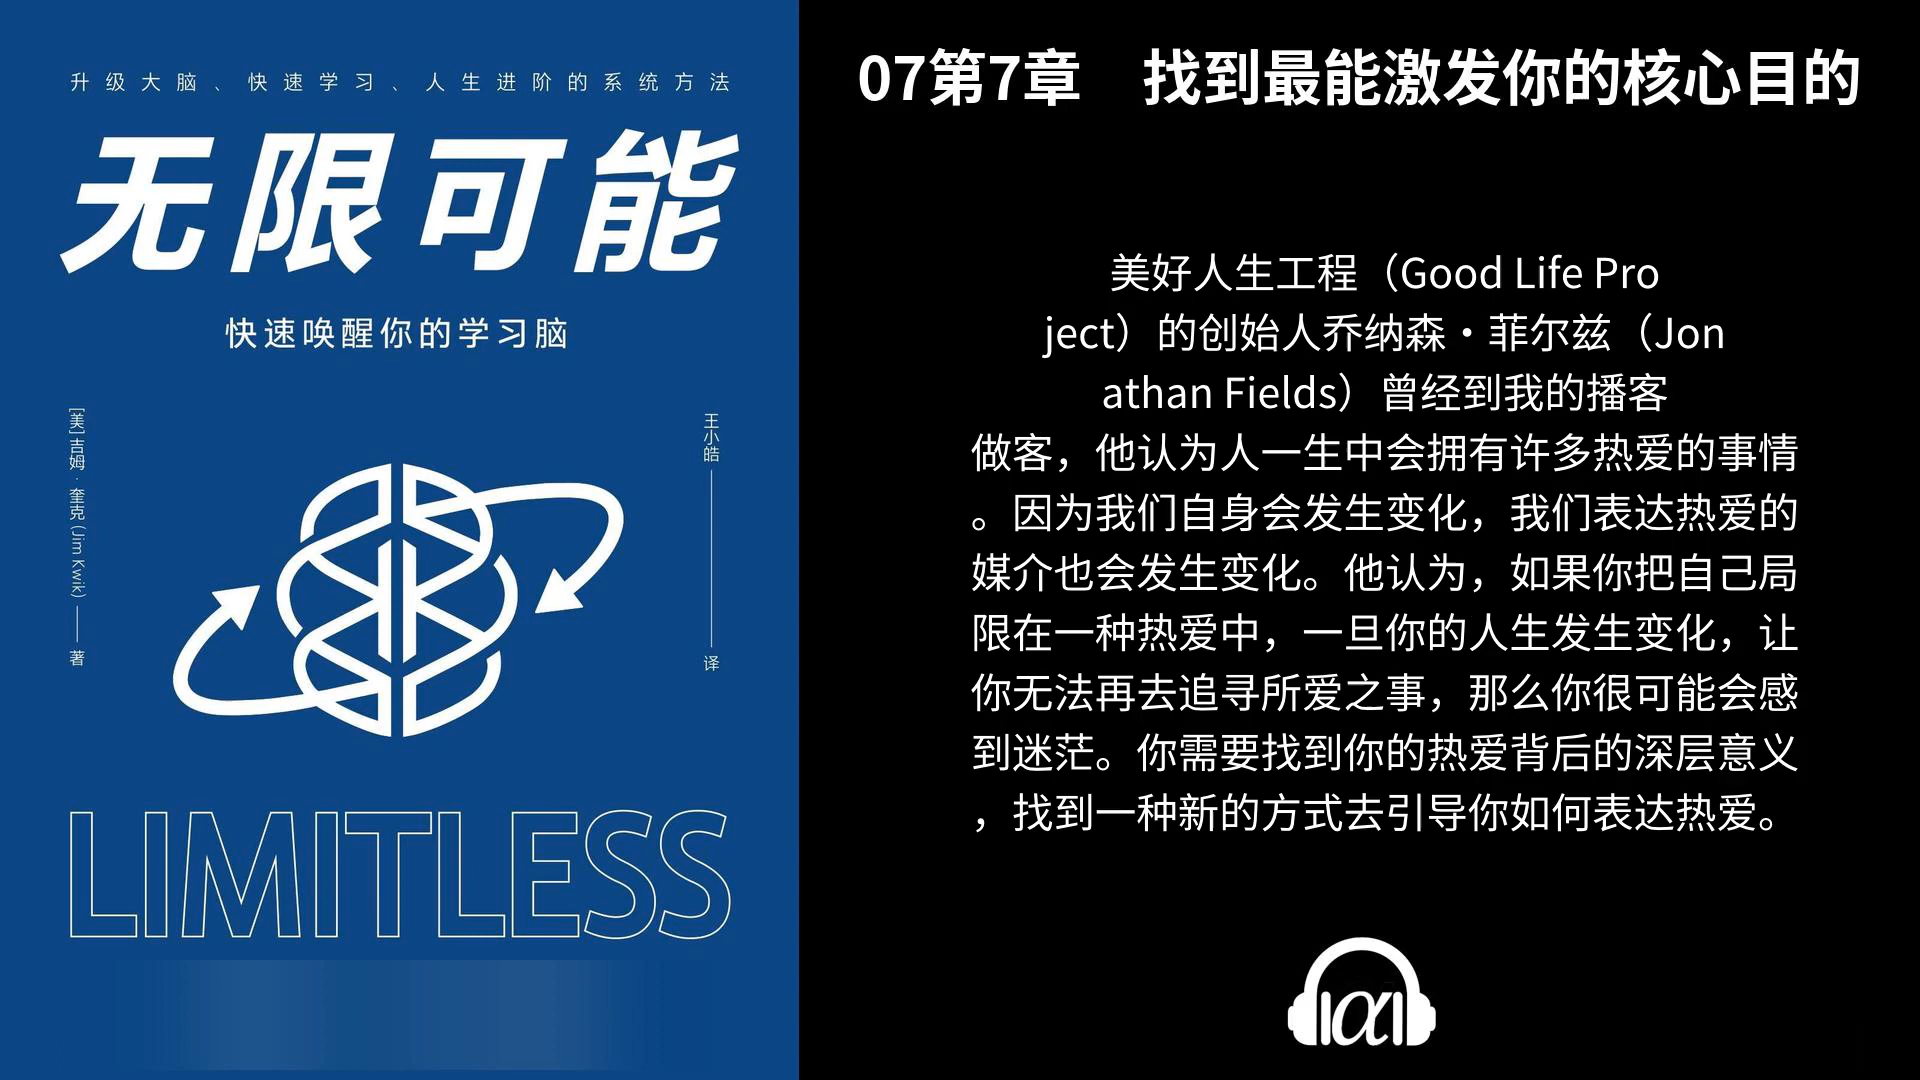 升级大脑、快速学习、人生进阶的系统方法
无限可能
快速唤醒你的学习脑
[美]吉姆·奎克(Jim Kwik)——著
王小皓——译
LIMITLESS
07第7章　找到最能激发你的核心目的
美好人生工程（Good Life Pro
ject）的创始人乔纳森·菲尔兹（Jon
athan Fields）曾经到我的播客
做客，他认为人一生中会拥有许多热爱的事情
。因为我们自身会发生变化，我们表达热爱的
媒介也会发生变化。他认为，如果你把自己局
限在一种热爱中，一旦你的人生发生变化，让
你无法再去追寻所爱之事，那么你很可能会感
到迷茫。你需要找到你的热爱背后的深层意义
，找到一种新的方式去引导你如何表达热爱。